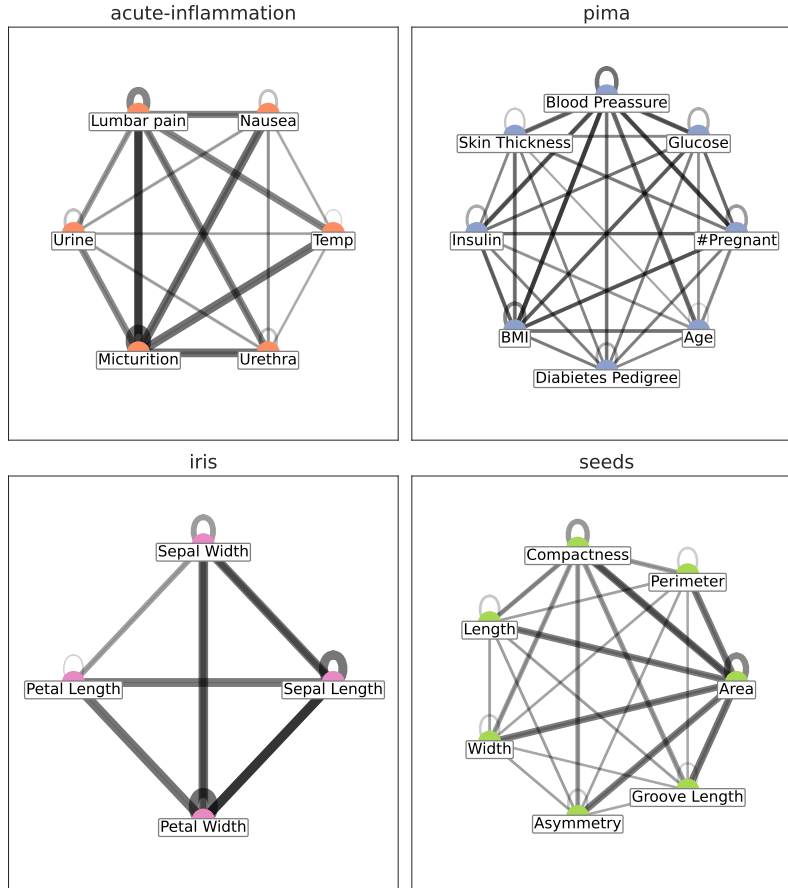 acute-inflammation
Lumbar pain
Nausea
Urine
Temp
Micturition
Urethra
pima
Blood Preassure
Skin Thickness
Glucose
Insulin
#Pregnant
BMI
Age
Diabietes Pedigree
iris
Sepal Width
Petal Length
Sepal Length
Petal Width
seeds
Compactness
Perimeter
Length
Area
Width
Groove Length
Asymmetry